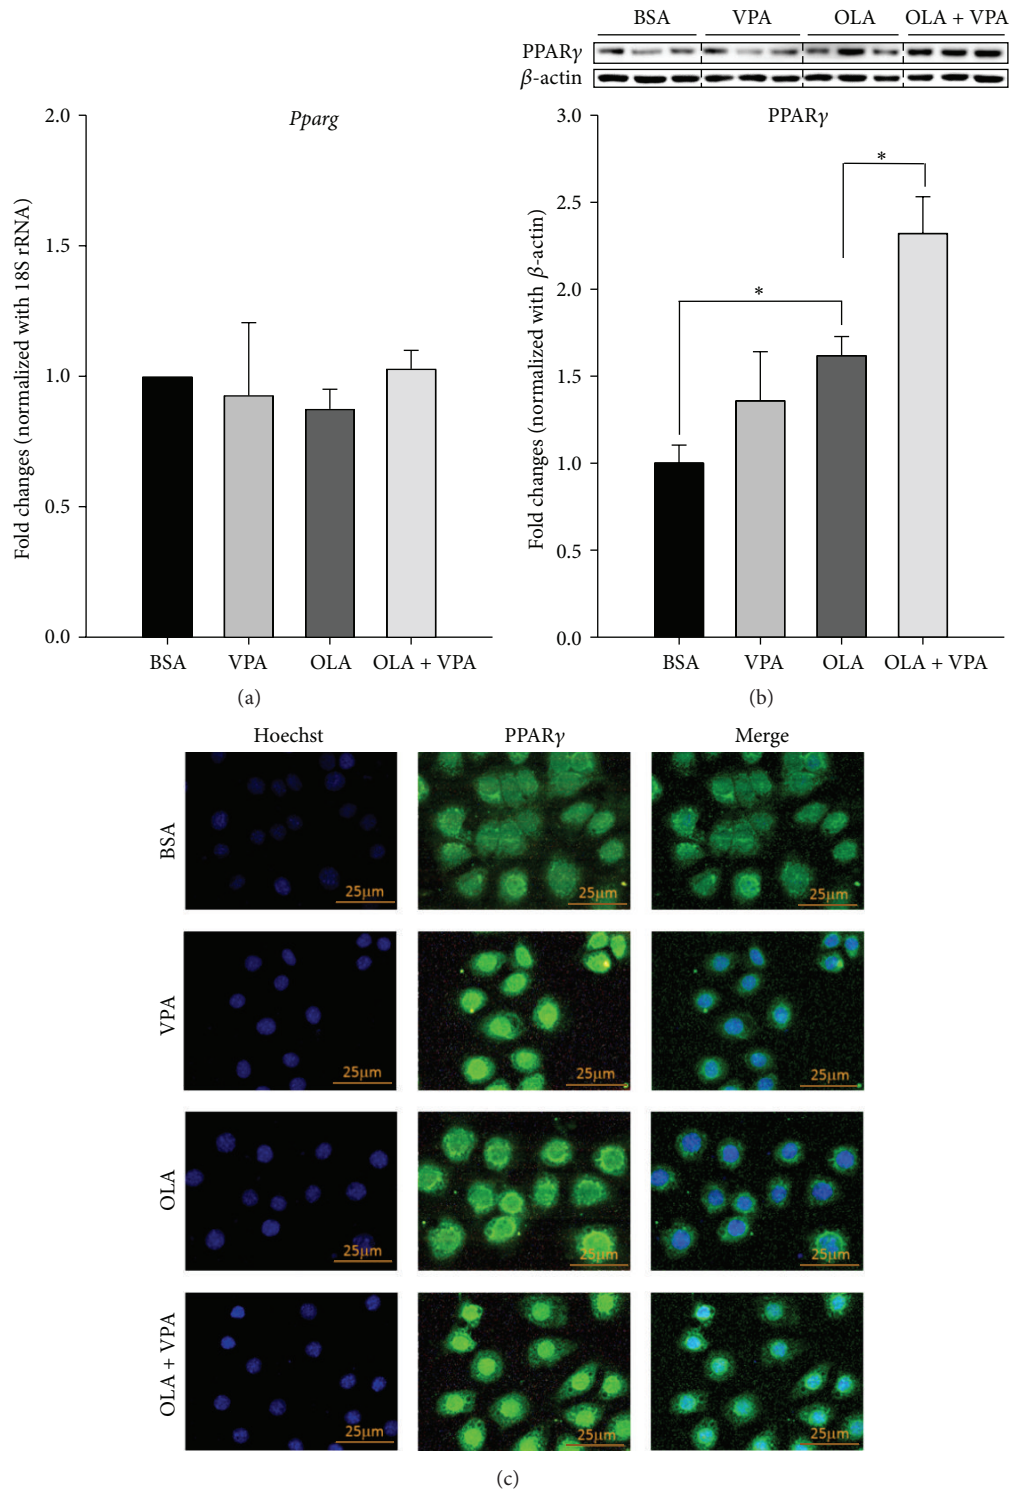 BSA VPA OLA OLA + VPA
PPARγ
β-actin
2.0
1.5
1.0
0.5
0.0
Fold changes (normalized with 18S rRNA)
Pparg
BSA VPA OLA OLA + VPA
(a)
3.0
2.5
2.0
1.5
1.0
0.5
0.0
Fold changes (normalized with β-actin)
PPARγ
*
*
BSA VPA OLA OLA + VPA
(b)
Hoechst PPARγ Merge
BSA
25μm 25μm 25μm
VPA
25μm 25μm 25μm
OLA
25μm 25μm 25μm
OLA + VPA
25μm 25μm 25μm
(c)